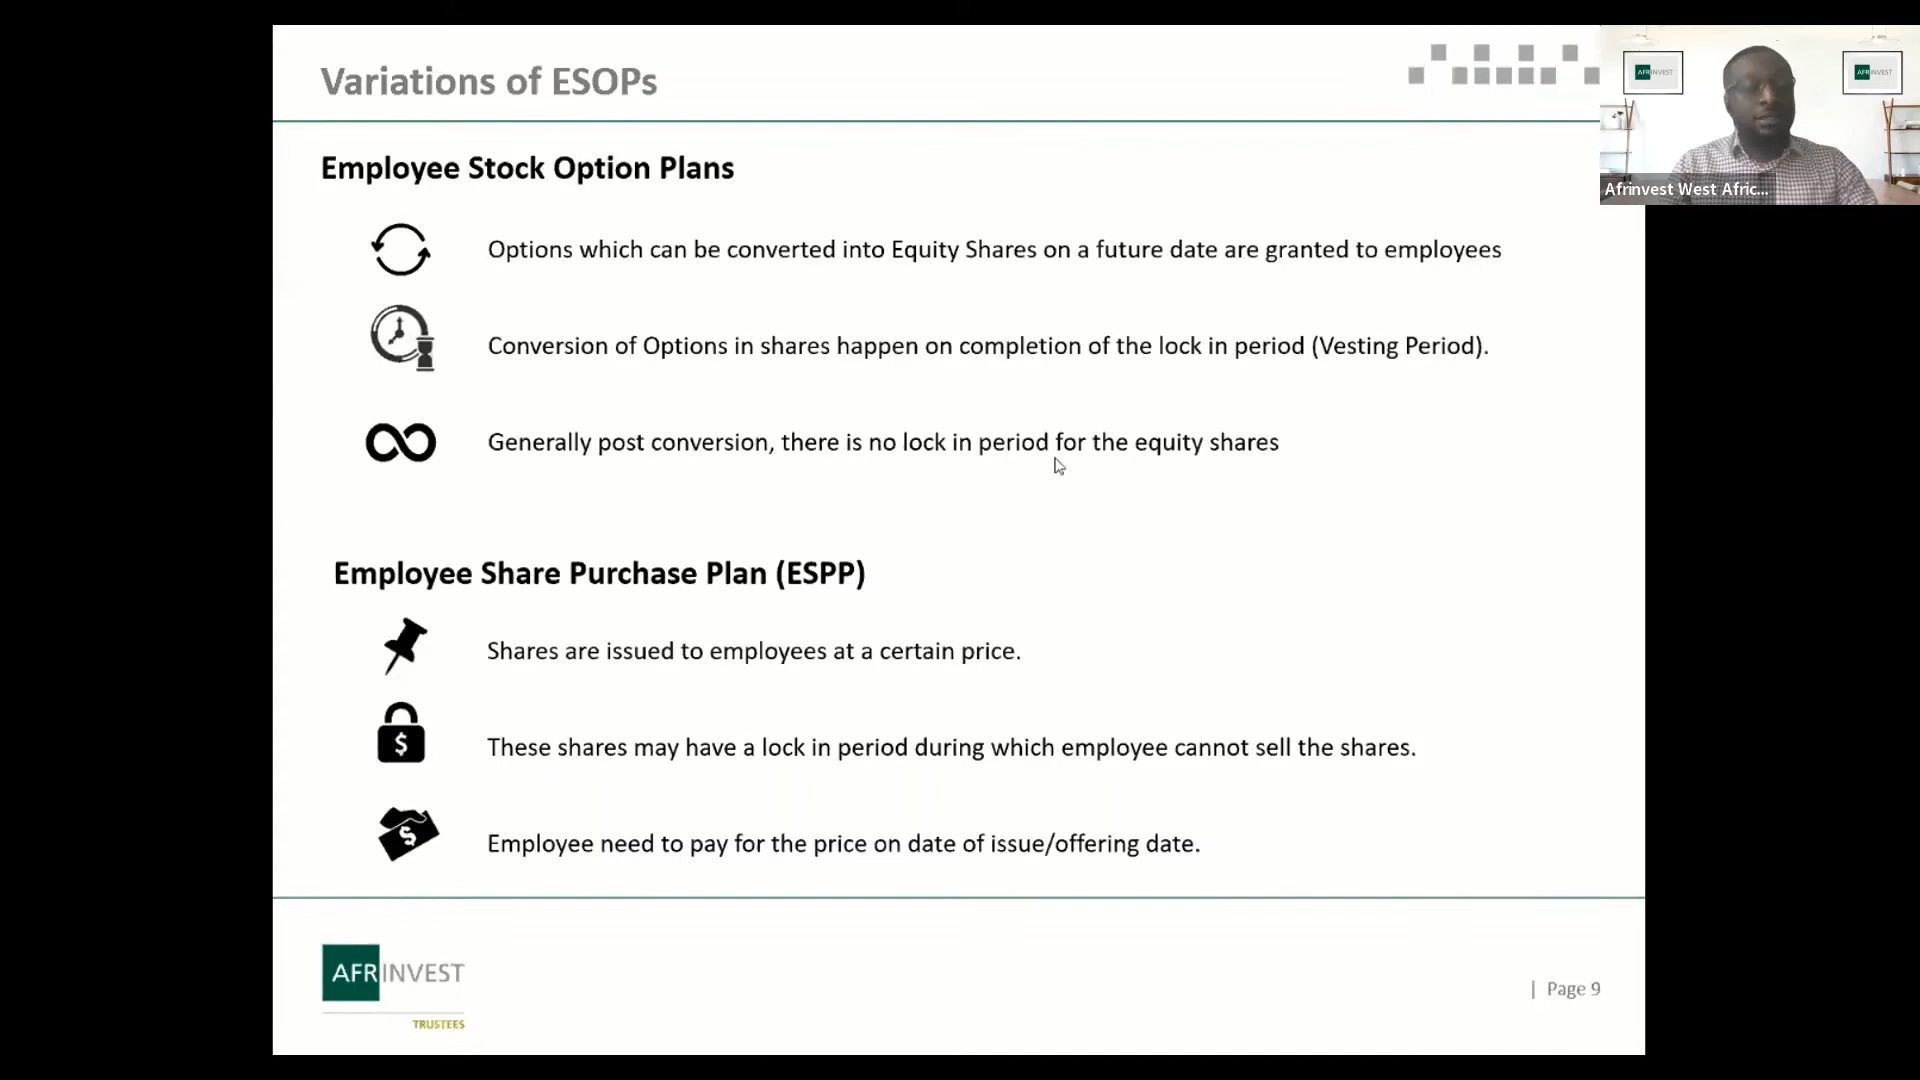 Variations of ESOPs
AFRINVEST
AFRINVEST
Afrinvest West Afric...
Employee Stock Option Plans
Options which can be converted into Equity Shares on a future date are granted to employees
Conversion of Options in shares happen on completion of the lock in period (Vesting Period).
Generally post conversion, there is no lock in period for the equity shares
Employee Share Purchase Plan (ESPP)
Shares are issued to employees at a certain price.
$
These shares may have a lock in period during which employee cannot sell the shares.
$
Employee need to pay for the price on date of issue/offering date.
AFRINVEST
TRUSTEES
| Page 9